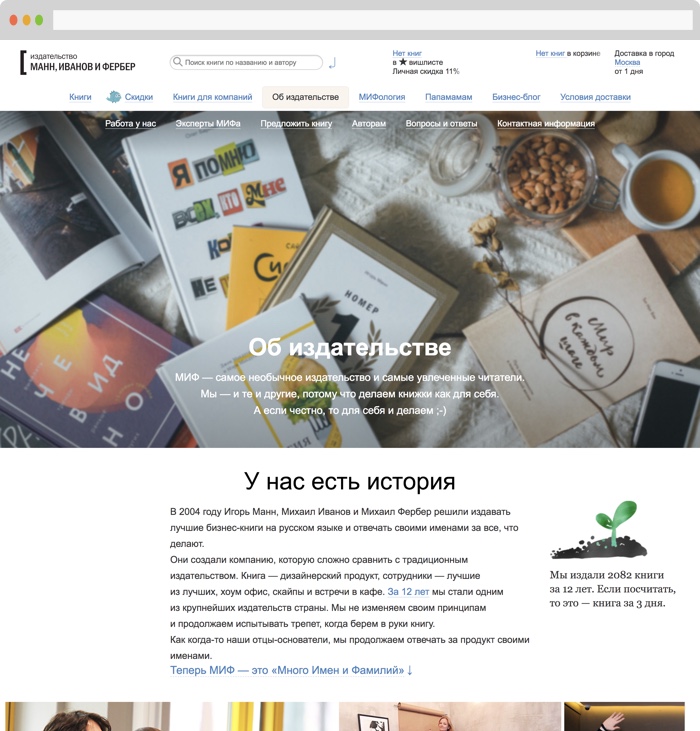 издательство
МАНН, ИВАНОВ И ФЕРБЕР
Поиск книги по названию и автору
Нет книг
в ★ вишлисте
Личная скидка 11%
Нет книг в корзине
Доставка в город
Москва
от 1 дня
Книги
Скидки
Книги для компаний
Об издательстве
МИФология
Папамамам
Бизнес-блог
Условия доставки
Работа у нас
Эксперты МИФа
Предложить книгу
Авторам
Вопросы и ответы
Контактная информация
Я ПОМНЮ
ВСЕХ, КТО МНЕ
НОМЕР
1
Мир
в каждом
шаге
НЕ
ОЧЕ
ВИД
НО
Об издательстве
МИФ — самое необычное издательство и самые увлеченные читатели.
Мы — и те и другие, потому что делаем книжки как для себя.
А если честно, то для себя и делаем ;-)
У нас есть история
В 2004 году Игорь Манн, Михаил Иванов и Михаил Фербер решили издавать
лучшие бизнес-книги на русском языке и отвечать своими именами за все, что
делают.
Они создали компанию, которую сложно сравнить с традиционным
издательством. Книга — дизайнерский продукт, сотрудники — лучшие
из лучших, хоум офис, скайпы и встречи в кафе. За 12 лет мы стали одним
из крупнейших издательств страны. Мы не изменяем своим принципам
и продолжаем испытывать трепет, когда берем в руки книгу.
Как когда-то наши отцы-основатели, мы продолжаем отвечать за продукт своими
именами.
Теперь МИФ — это «Много Имен и Фамилий» ↓
Мы издали 2082 книги
за 12 лет. Если посчитать,
то это — книга за 3 дня.